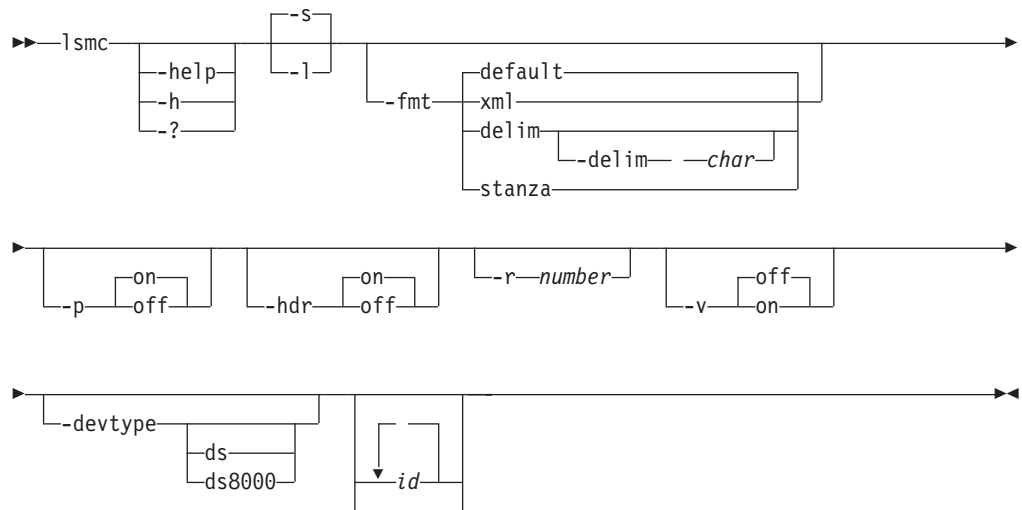 -s
lsmc
-help
-l
default
-h
-fmt
xml
-?
delim
-delim char
stanza
on
on
off
-p
off
-hdr
off
-r number
-v
on
-devtype
ds
ds8000
id